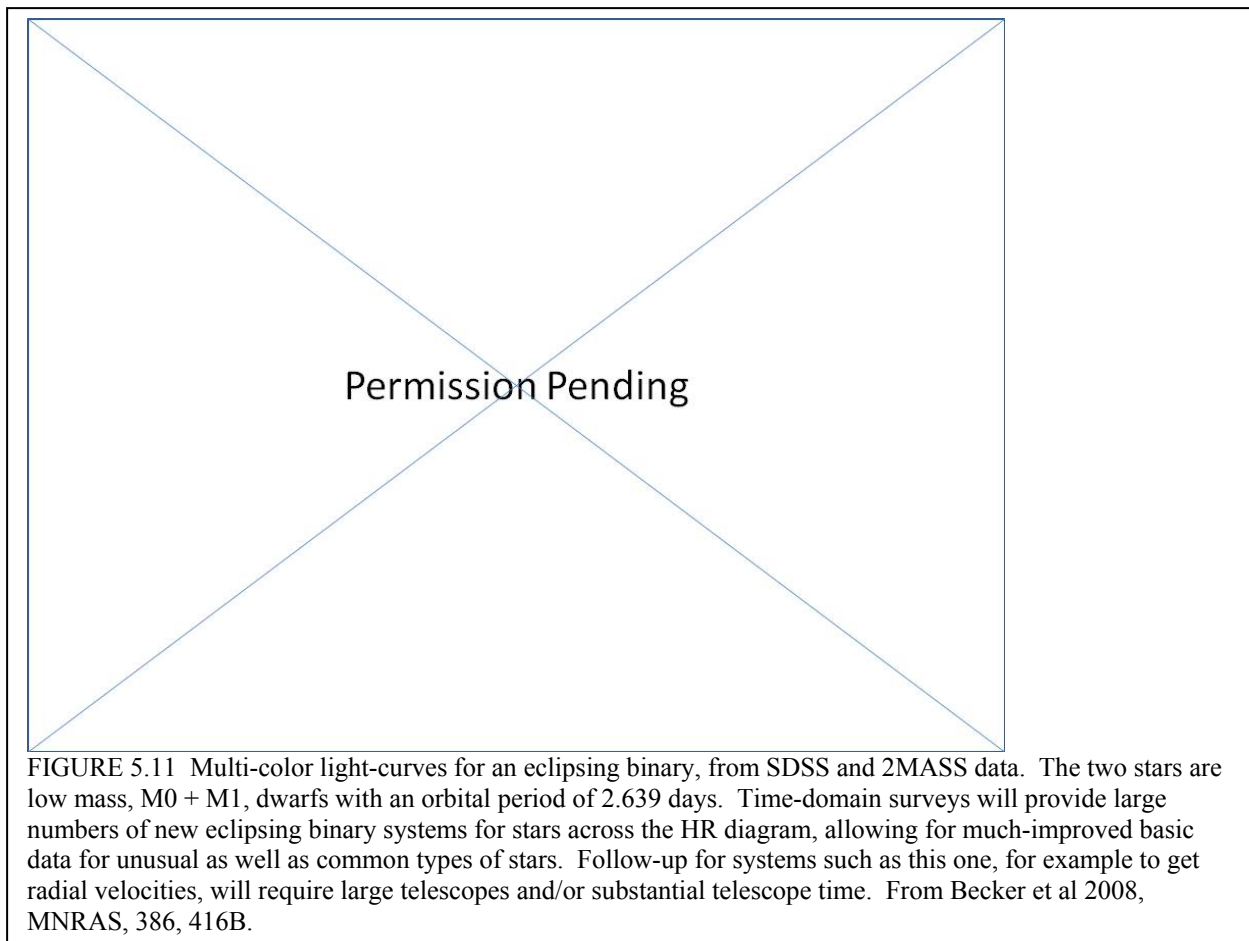 Permission Pending
FIGURE 5.11 Multi-color light-curves for an eclipsing binary, from SDSS and 2MASS data. The two stars are
low mass, M0 + M1, dwarfs with an orbital period of 2.639 days. Time-domain surveys will provide large
numbers of new eclipsing binary systems for stars across the HR diagram, allowing for much-improved basic
data for unusual as well as common types of stars. Follow-up for systems such as this one, for example to get
radial velocities, will require large telescopes and/or substantial telescope time. From Becker et al 2008,
MNRAS, 386, 416B.